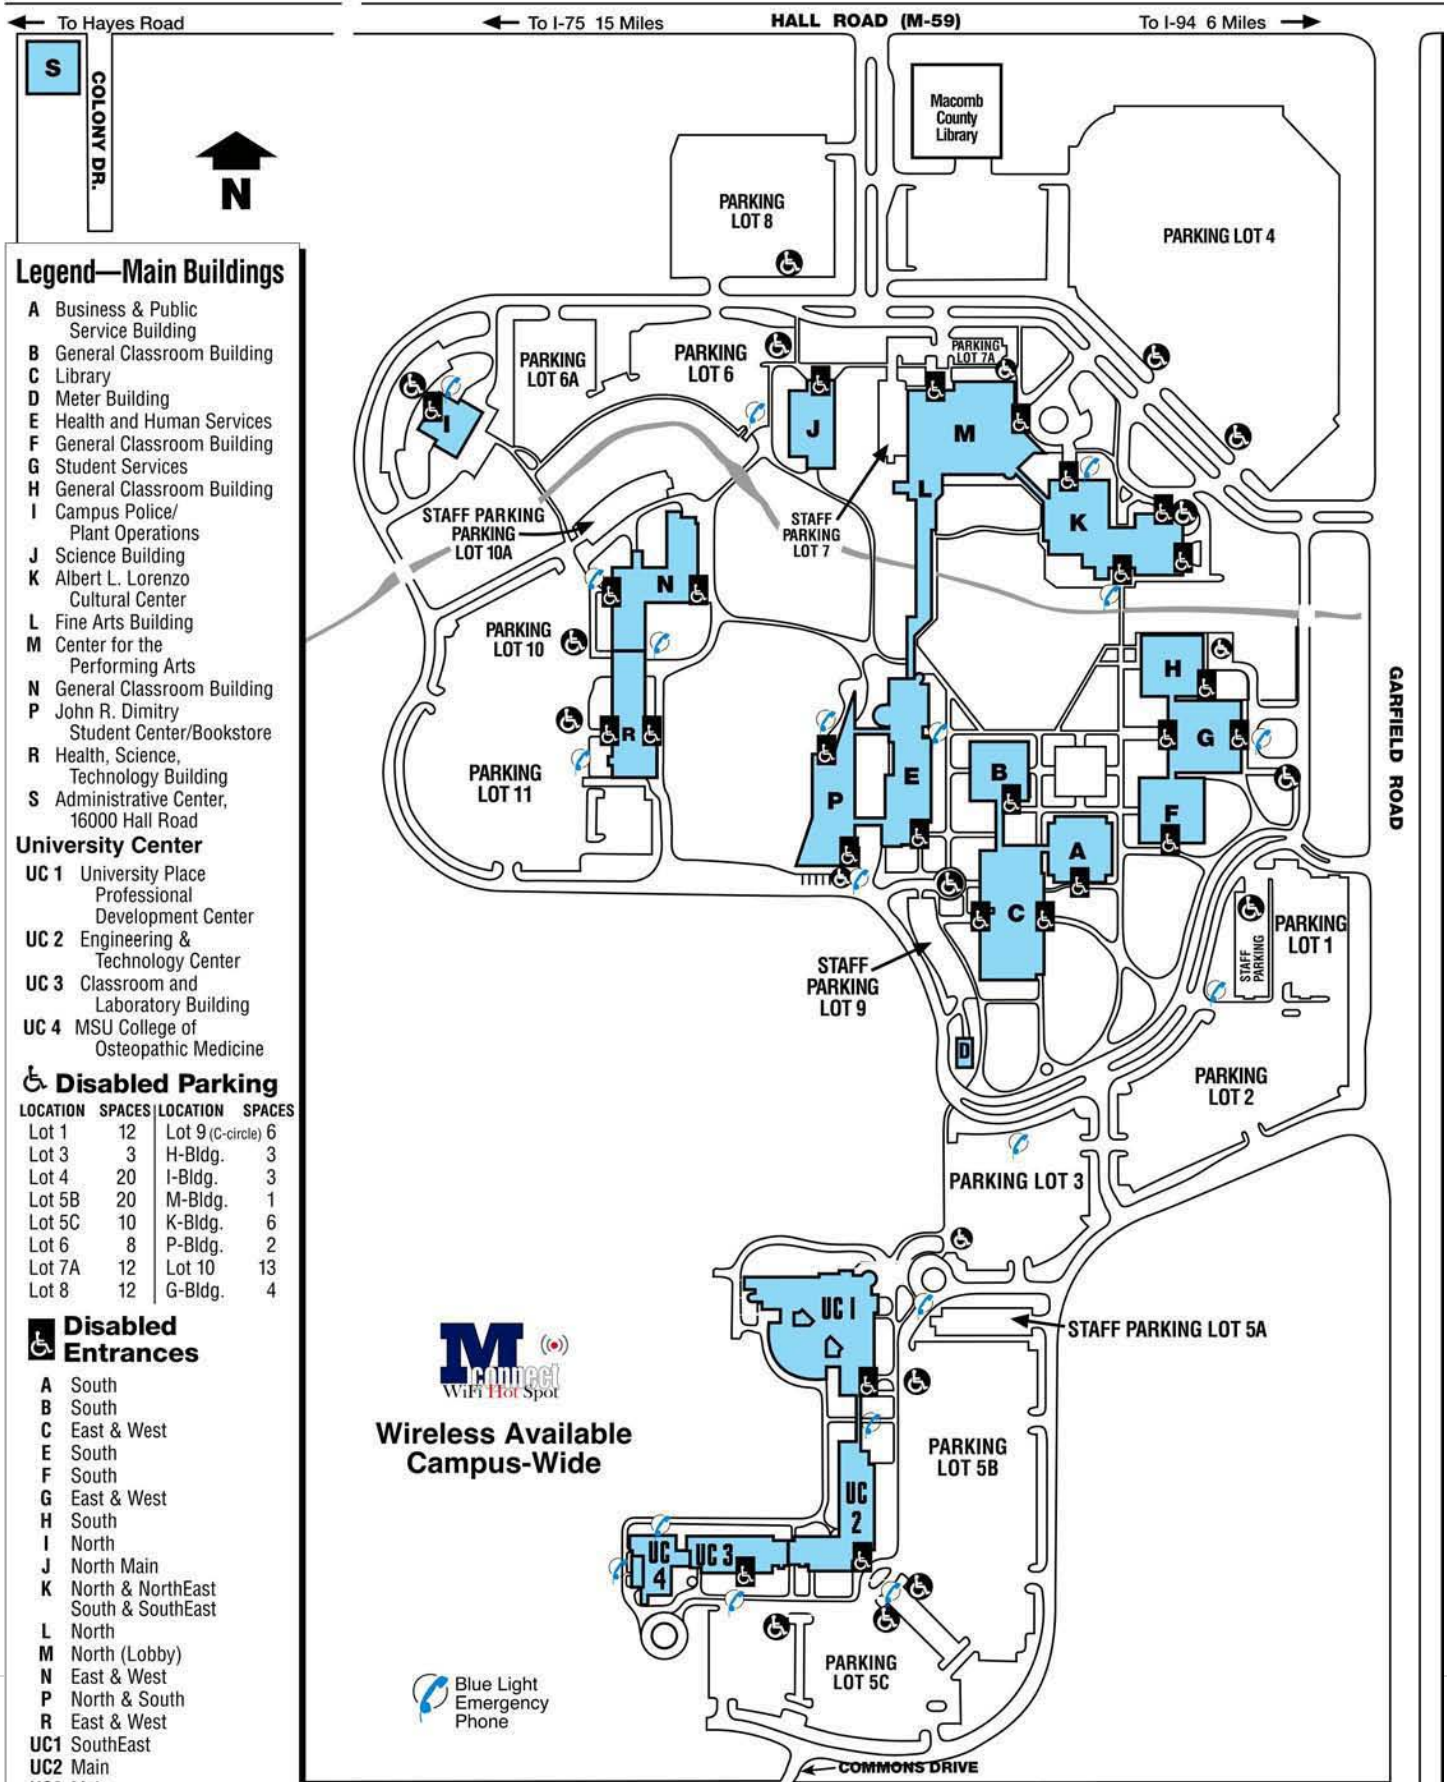 To Hayes Road
To I-75 15 Miles
HALL ROAD (M-59)
To I-94 6 Miles
S
COLONY DR.
N
Macomb
County
Library
PARKING
LOT 8
PARKING LOT 4
Legend—Main Buildings
A Business & Public
Service Building
B General Classroom Building
C Library
D Meter Building
E Health and Human Services
F General Classroom Building
G Student Services
H General Classroom Building
I Campus Police/
Plant Operations
J Science Building
K Albert L. Lorenzo
Cultural Center
L Fine Arts Building
M Center for the
Performing Arts
N General Classroom Building
P John R. Dimitry
Student Center/Bookstore
R Health, Science,
Technology Building
S Administrative Center,
16000 Hall Road
University Center
UC 1 University Place
Professional
Development Center
UC 2 Engineering &
Technology Center
UC 3 Classroom and
Laboratory Building
UC 4 MSU College of
Osteopathic Medicine
Disabled Parking
LOCATION SPACES LOCATION SPACES
Lot 1 12 Lot 9 (C-circle) 6
Lot 3 3 H-Bldg. 3
Lot 4 20 I-Bldg. 3
Lot 5B 20 M-Bldg. 1
Lot 5C 10 K-Bldg. 6
Lot 6 8 P-Bldg. 2
Lot 7A 12 Lot 10 13
Lot 8 12 G-Bldg. 4
Disabled
Entrances
A South
B South
C East & West
E South
F South
G East & West
H South
I North
J North Main
K North & NorthEast
South & SouthEast
L North
M North (Lobby)
N East & West
P North & South
R East & West
UC1 SouthEast
UC2 Main
PARKING
LOT 6A
PARKING
LOT 6
PARKING
LOT 7A
I
J
M
L
K
STAFF PARKING
PARKING
LOT 10A
STAFF
PARKING
LOT 7
N
PARKING
LOT 10
H
GARFIELD ROAD
R
G
PARKING
LOT 11
P
E
B
F
A
C
STAFF
PARKING
PARKING
LOT 1
STAFF
PARKING
LOT 9
D
PARKING
LOT 2
PARKING LOT 3
UC 1
STAFF PARKING LOT 5A
M
connect
WiFi Hot Spot
Wireless Available
Campus-Wide
PARKING
LOT 5B
UC
2
UC
4
UC 3
PARKING
LOT 5C
Blue Light
Emergency
Phone
COMMONS DRIVE